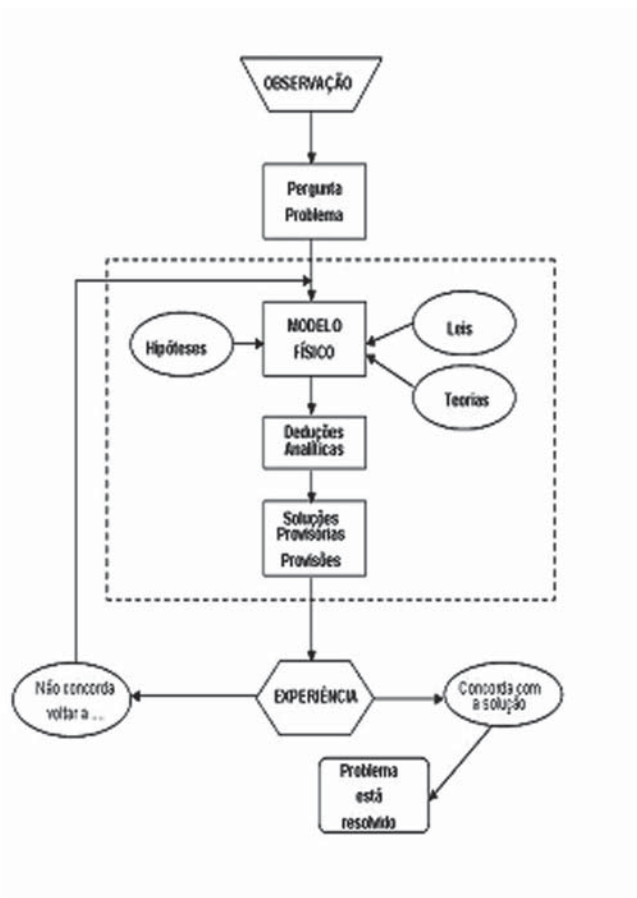 OBSERVAÇÃO
Pergunta
Problema
MODELO
FÍSICO
Hipóteses
Leis
Teorias
Deduções
Analíticas
Soluções
Provisórias
Provisões
EXPERIÊNCIA
Não concorda
voltar a ...
Concorda com
a solução
Problema
está
resolvido